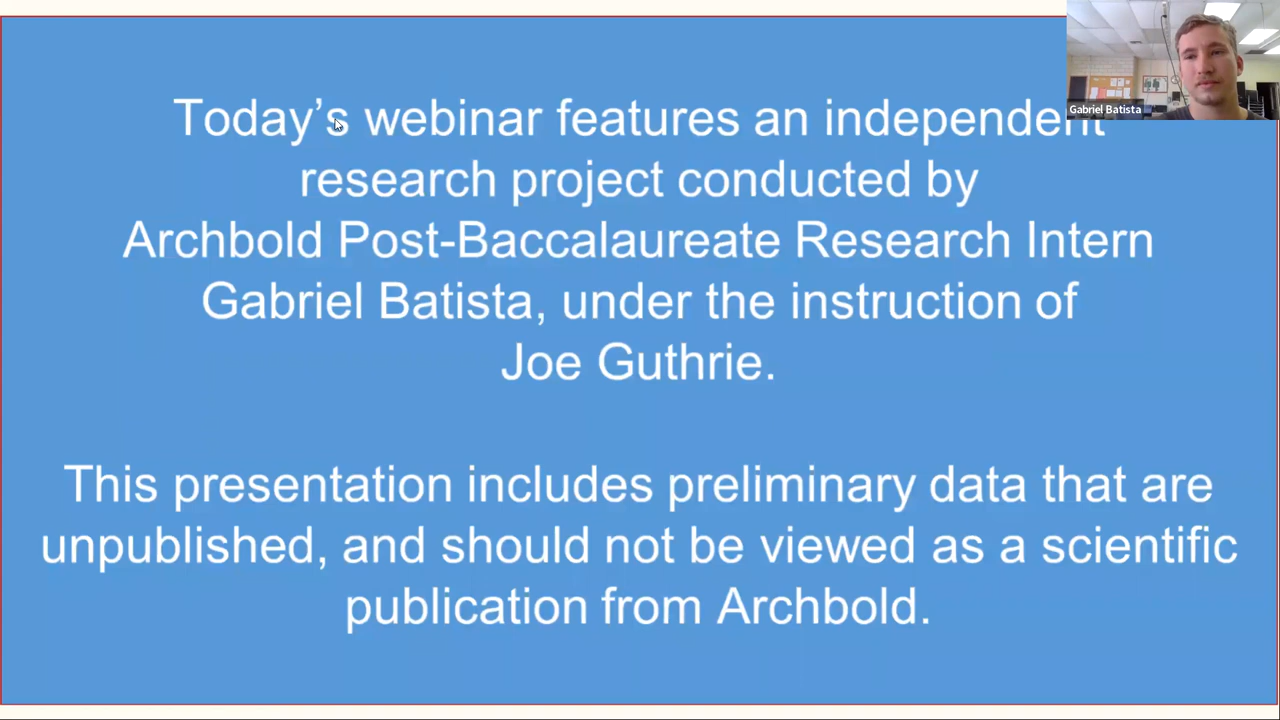 Today's webinar features an independent
research project conducted by
Archbold Post-Baccalaureate Research Intern
Gabriel Batista, under the instruction of
Joe Guthrie.
This presentation includes preliminary data that are
unpublished, and should not be viewed as a scientific
publication from Archbold.
Gabriel Batista